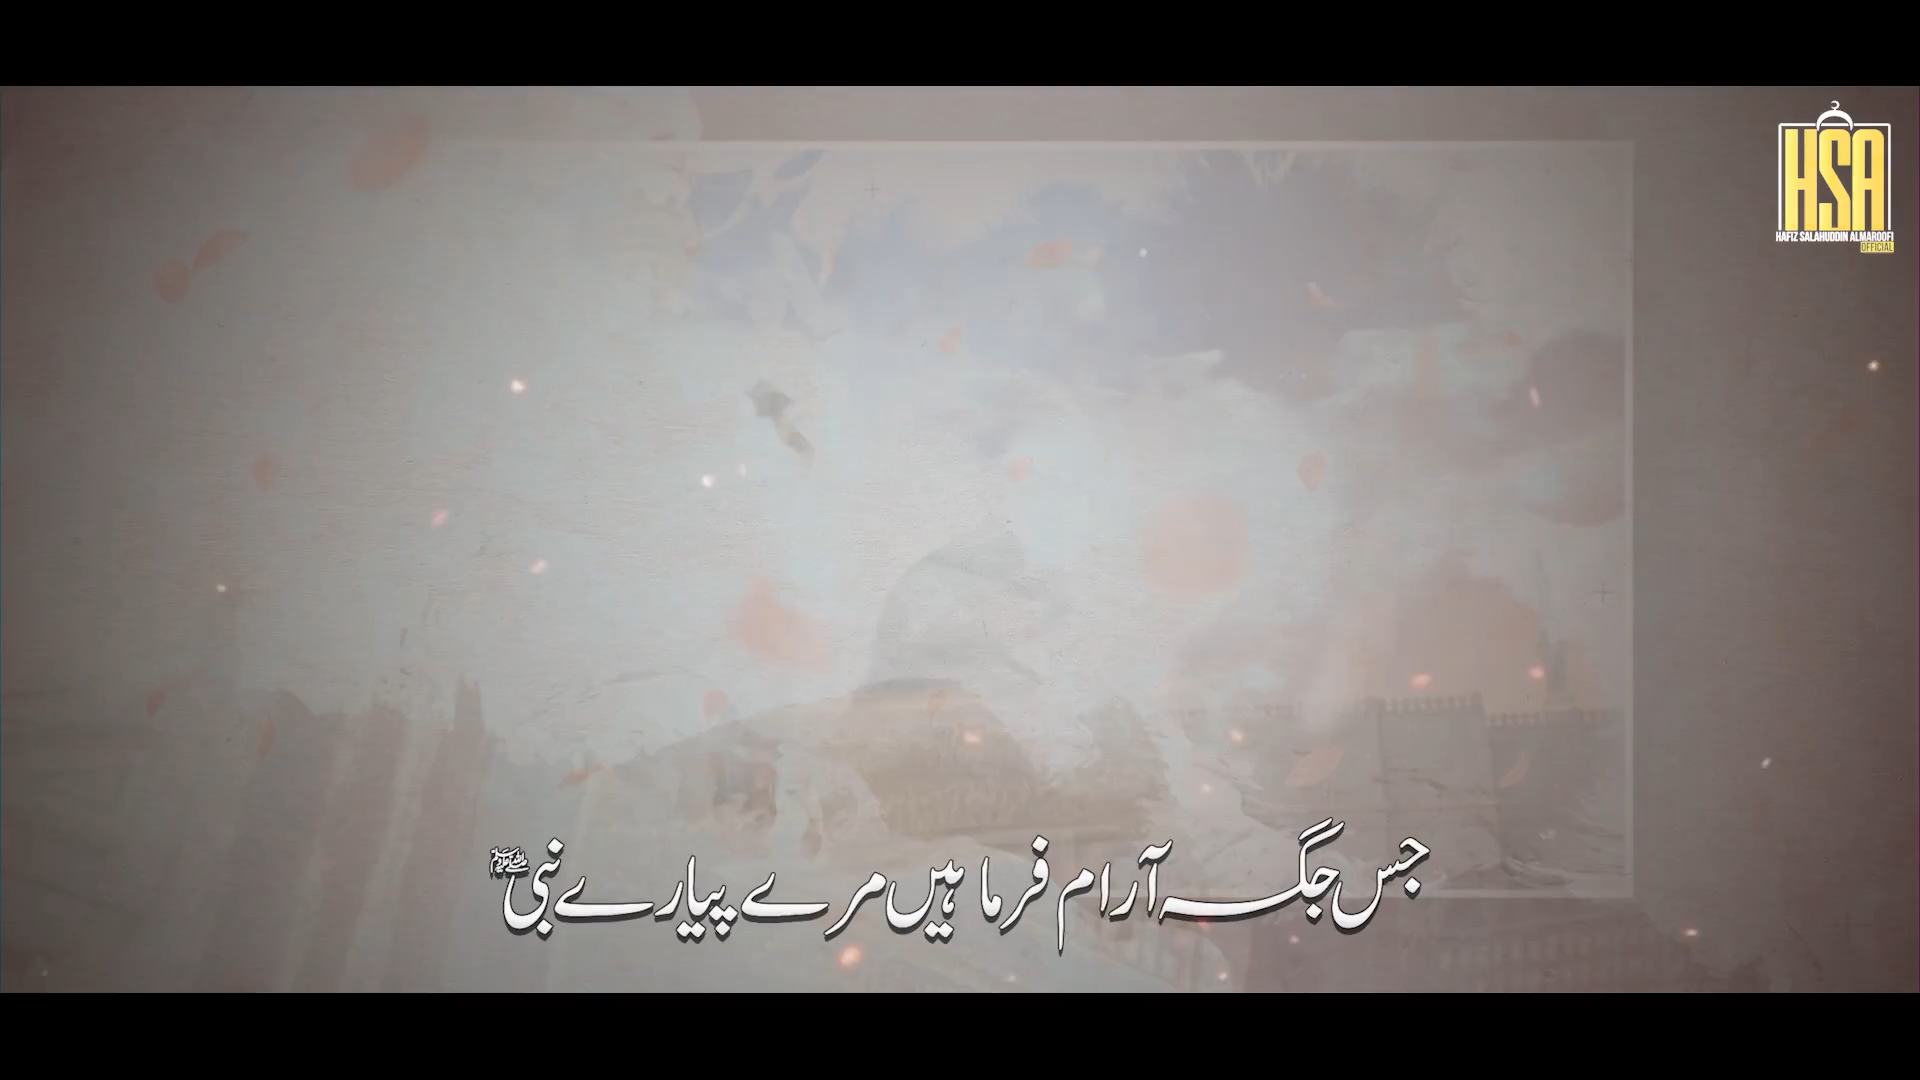 HSA
HAFIZ SALAHUDDIN ALMAROOFI
OFFICIAL
جس جگہ آرام فرما ہیں مرے پیارے نبی ﷺ